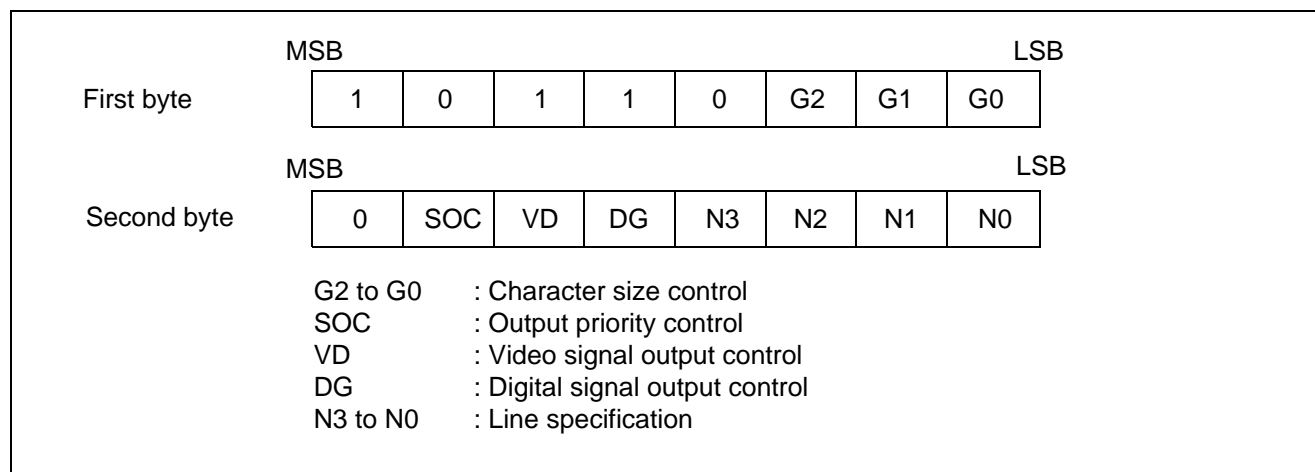 MSB LSB
First byte 1 0 1 1 0 G2 G1 G0
MSB LSB
Second byte 0 SOC VD DG N3 N2 N1 N0
G2 to G0 : Character size control
SOC : Output priority control
VD : Video signal output control
DG : Digital signal output control
N3 to N0 : Line specification